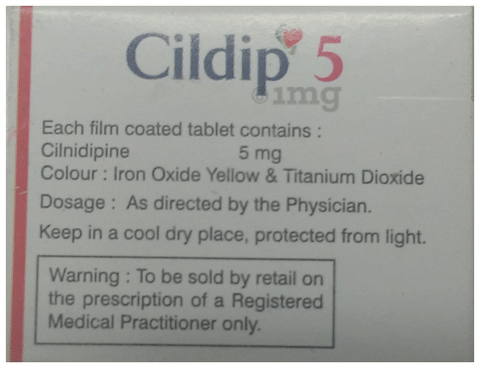 Cildip 5
1mg
Each film coated tablet contains :
Cilnidipine 5 mg
Colour : Iron Oxide Yellow & Titanium Dioxide
Dosage : As directed by the Physician.
Keep in a cool dry place, protected from light.
Warning : To be sold by retail on
the prescription of a Registered
Medical Practitioner only.